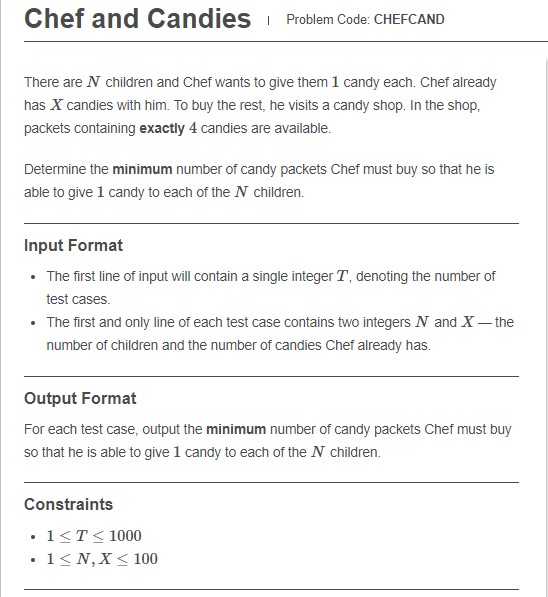 Chef and Candies | Problem Code: CHEFCAND
There are N children and Chef wants to give them 1 candy each. Chef already
has X candies with him. To buy the rest, he visits a candy shop. In the shop,
packets containing exactly 4 candies are available.
Determine the minimum number of candy packets Chef must buy so that he is
able to give 1 candy to each of the N children.
Input Format
• The first line of input will contain a single integer T, denoting the number of
test cases.
• The first and only line of each test case contains two integers N and X — the
number of children and the number of candies Chef already has.
Output Format
For each test case, output the minimum number of candy packets Chef must buy
so that he is able to give 1 candy to each of the N children.
Constraints
• 1 ≤ T ≤ 1000
• 1 ≤ N, X ≤ 100